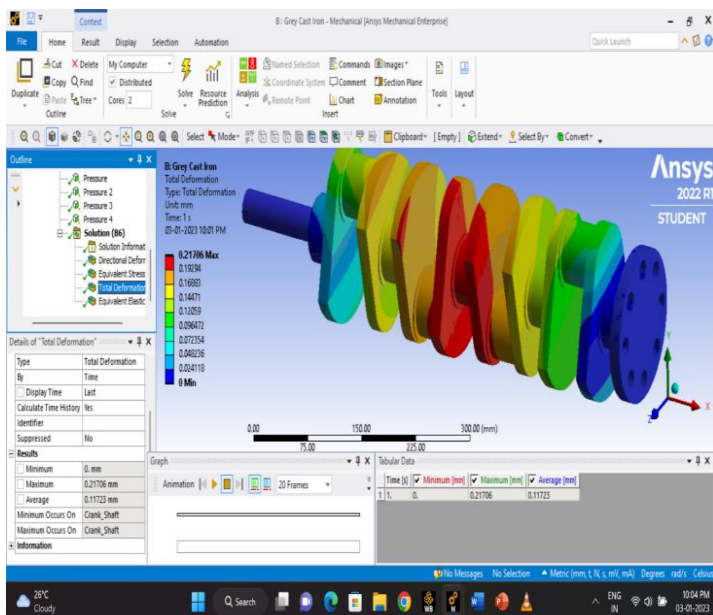 Context
B : Grey Cast Iron - Mechanical [Ansys Mechanical Enterprise]
File Home Result Display Selection Automation
Quick Launch
Duplicate
Cut Delete
Copy Find
Paste Tree
Outline
My Computer
Distributed
Cores 2
Solve
Resource Prediction
Solve
Analysis
Named Selection Commands Images
Coordinate System Comment Section Plane
Remote Point Chart Annotation
Insert
Tools
Layout
Select Mode Clipboard [Empty] Extend Select By Convert
Outline
Pressure
Pressure 2
Pressure 3
Pressure 4
Solution (B6)
Solution Informat
Directional Deforr
Equivalent Stress
Total Deformation
Equivalent Elastic
B: Grey Cast Iron
Total Deformation
Type: Total Deformation
Unit: mm
Time: 1 s
03-01-2023 10:01 PM
0.21706 Max
0.19294
0.16883
0.14471
0.12059
0.096472
0.072354
0.048236
0.024118
0 Min
Ansys
2022 R1
STUDENT
Y
X
Z
0.00 150.00 300.00 (mm)
75.00 225.00
Details of "Total Deformation"
Type Total Deformation
By Time
Display Time Last
Calculate Time History Yes
Identifier
Suppressed No
Results
Minimum 0. mm
Maximum 0.21706 mm
Average 0.11723 mm
Minimum Occurs On Crank_Shaft
Maximum Occurs On Crank_Shaft
Information
Graph
Animation 20 Frames
Tabular Data
Time [s] Minimum [mm] Maximum [mm] Average [mm]
1 1. 0. 0.21706 0.11723
No Messages No Selection Metric (mm, t, N, s, mV, mA) Degrees rad/s Celsius
26°C
Cloudy
Search
WB
M
ENG
IN
10:04 PM
03-01-2023